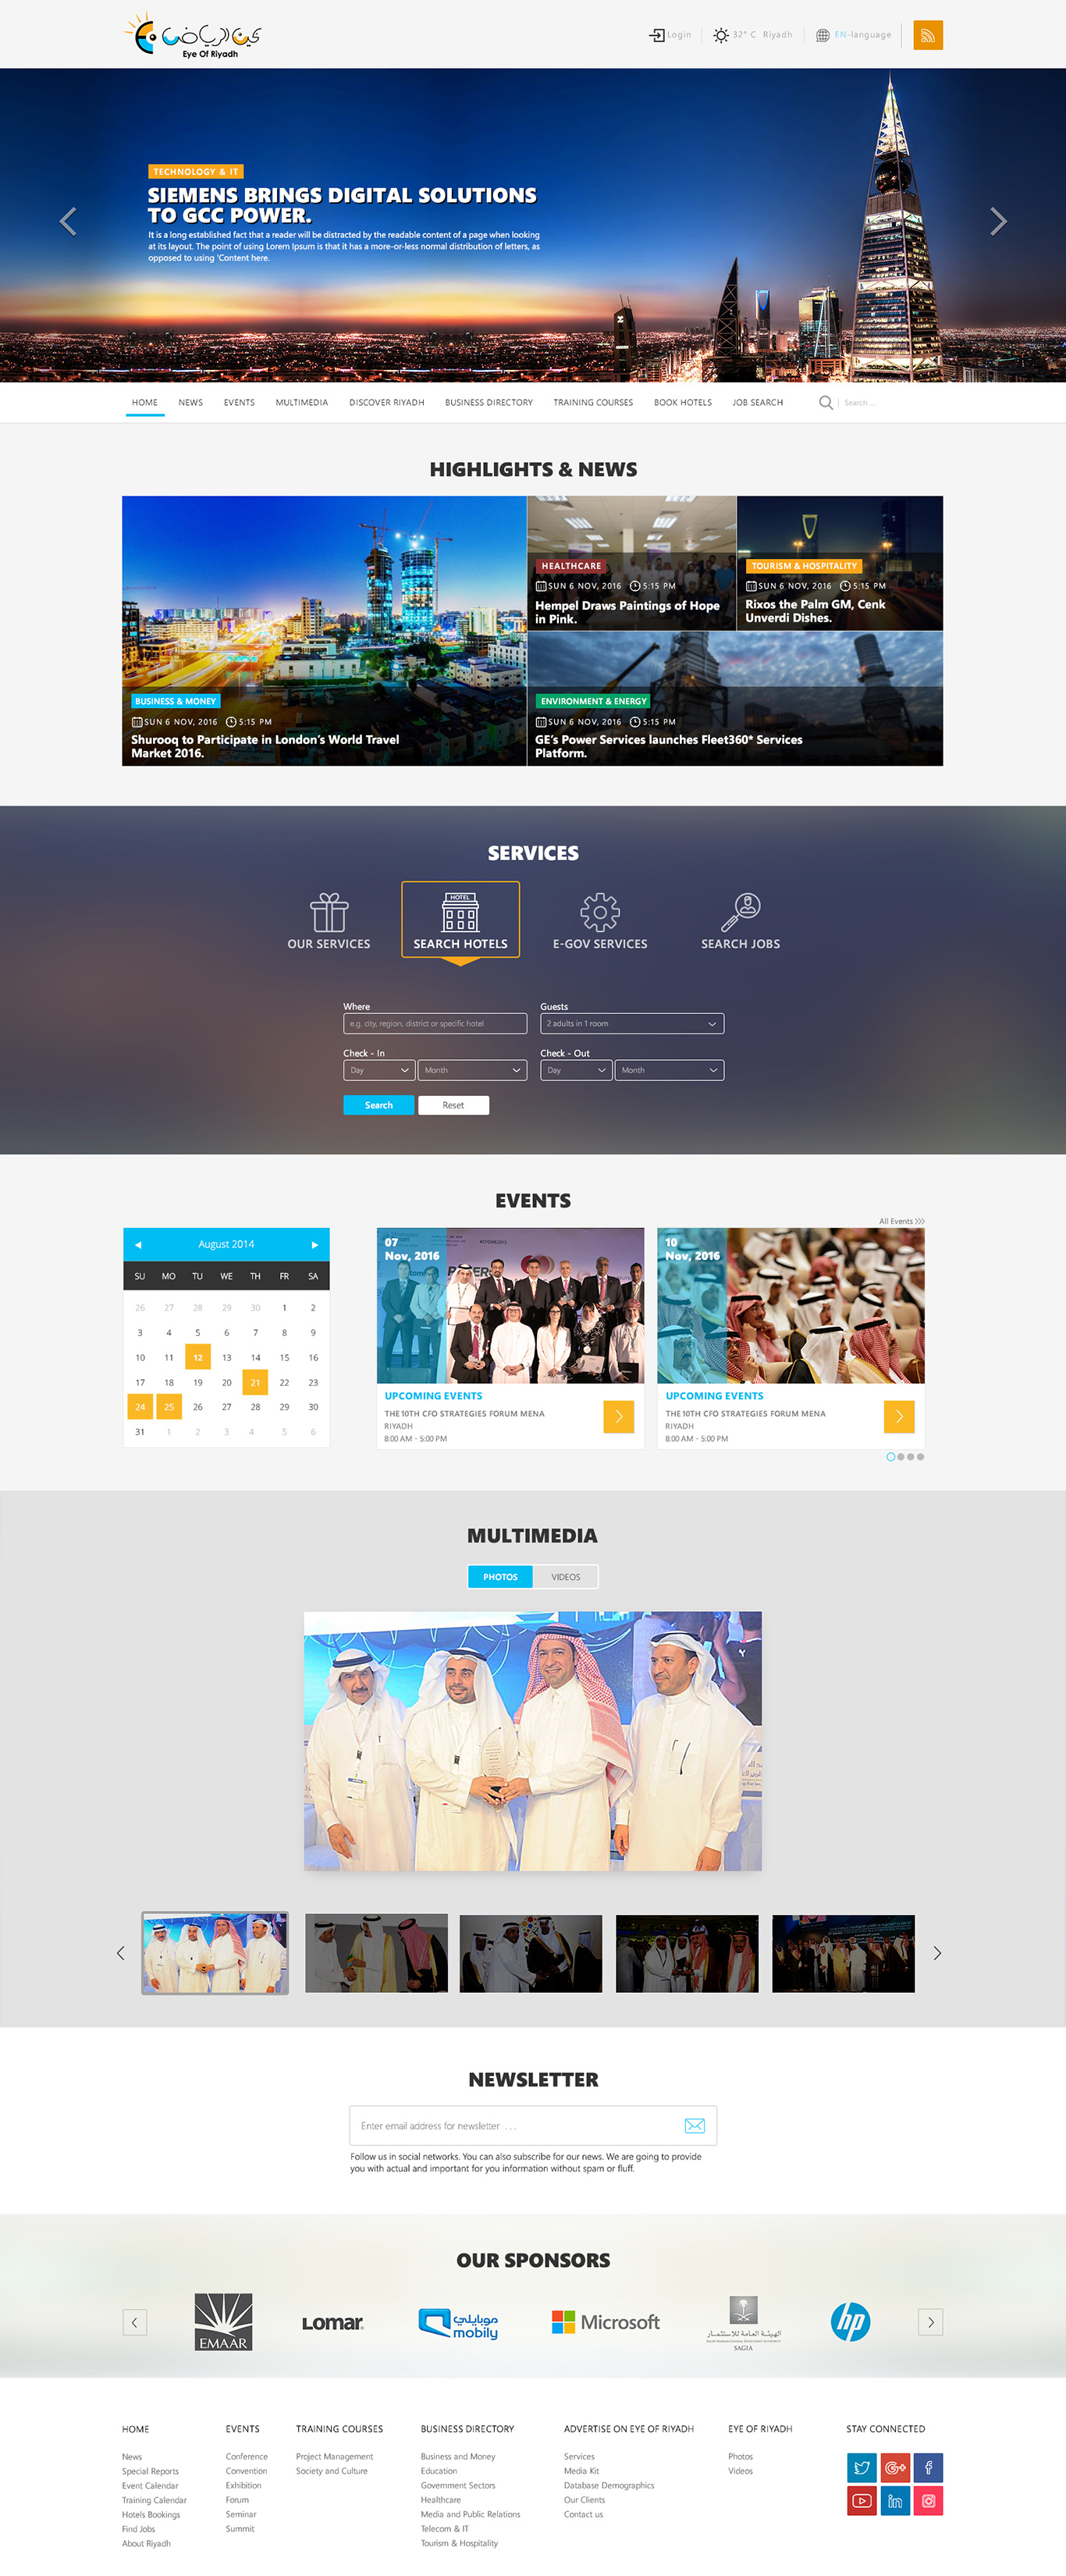 عين الرياض
Eye Of Riyadh
Login
32° C Riyadh
EN-language
TECHNOLOGY & IT
SIEMENS BRINGS DIGITAL SOLUTIONS
TO GCC POWER.
It is a long established fact that a reader will be distracted by the readable content of a page when looking
at its layout. The point of using Lorem Ipsum is that it has a more-or-less normal distribution of letters, as
opposed to using 'Content here.
HOME NEWS EVENTS MULTIMEDIA DISCOVER RIYADH BUSINESS DIRECTORY TRAINING COURSES BOOK HOTELS JOB SEARCH Search ...
HIGHLIGHTS & NEWS
BUSINESS & MONEY
SUN 6 NOV, 2016 5:15 PM
Shurooq to Participate in London's World Travel
Market 2016.
HEALTHCARE
SUN 6 NOV, 2016 5:15 PM
Hempel Draws Paintings of Hope
in Pink.
TOURISM & HOSPITALITY
SUN 6 NOV, 2016 5:15 PM
Rixos the Palm GM, Cenk
Unverdi Dishes.
ENVIRONMENT & ENERGY
SUN 6 NOV, 2016 5:15 PM
GE's Power Services launches Fleet360* Services
Platform.
SERVICES
OUR SERVICES
HOTEL
SEARCH HOTELS
E-GOV SERVICES
SEARCH JOBS
Where
e.g. city, region, district or specific hotel
Guests
2 adults in 1 room
Check - In
Day Month
Check - Out
Day Month
Search Reset
EVENTS
All Events
August 2014
SU MO TU WE TH FR SA
26 27 28 29 30 1 2
3 4 5 6 7 8 9
10 11 12 13 14 15 16
17 18 19 20 21 22 23
24 25 26 27 28 29 30
31 1 2 3 4 5 6
07
Nov, 2016
UPCOMING EVENTS
THE 10TH CFO STRATEGIES FORUM MENA
RIYADH
8:00 AM - 5:00 PM
10
Nov, 2016
UPCOMING EVENTS
THE 10TH CFO STRATEGIES FORUM MENA
RIYADH
8:00 AM - 5:00 PM
MULTIMEDIA
PHOTOS VIDEOS
NEWSLETTER
Enter email address for newsletter . . .
Follow us in social networks. You can also subscribe for our news. We are going to provide
you with actual and important for you information without spam or fluff.
OUR SPONSORS
EMAAR
Lomar
موبايلي
mobily
Microsoft
الهيئة العامة للاستثمار
SAGIA
hp
HOME
News
Special Reports
Event Calendar
Training Calendar
Hotels Bookings
Find Jobs
About Riyadh
EVENTS
Conference
Convention
Exhibition
Forum
Seminar
Summit
TRAINING COURSES
Project Management
Society and Culture
BUSINESS DIRECTORY
Business and Money
Education
Government Sectors
Healthcare
Media and Public Relations
Telecom & IT
Tourism & Hospitality
ADVERTISE ON EYE OF RIYADH
Services
Media Kit
Database Demographics
Our Clients
Contact us
EYE OF RIYADH
Photos
Videos
STAY CONNECTED